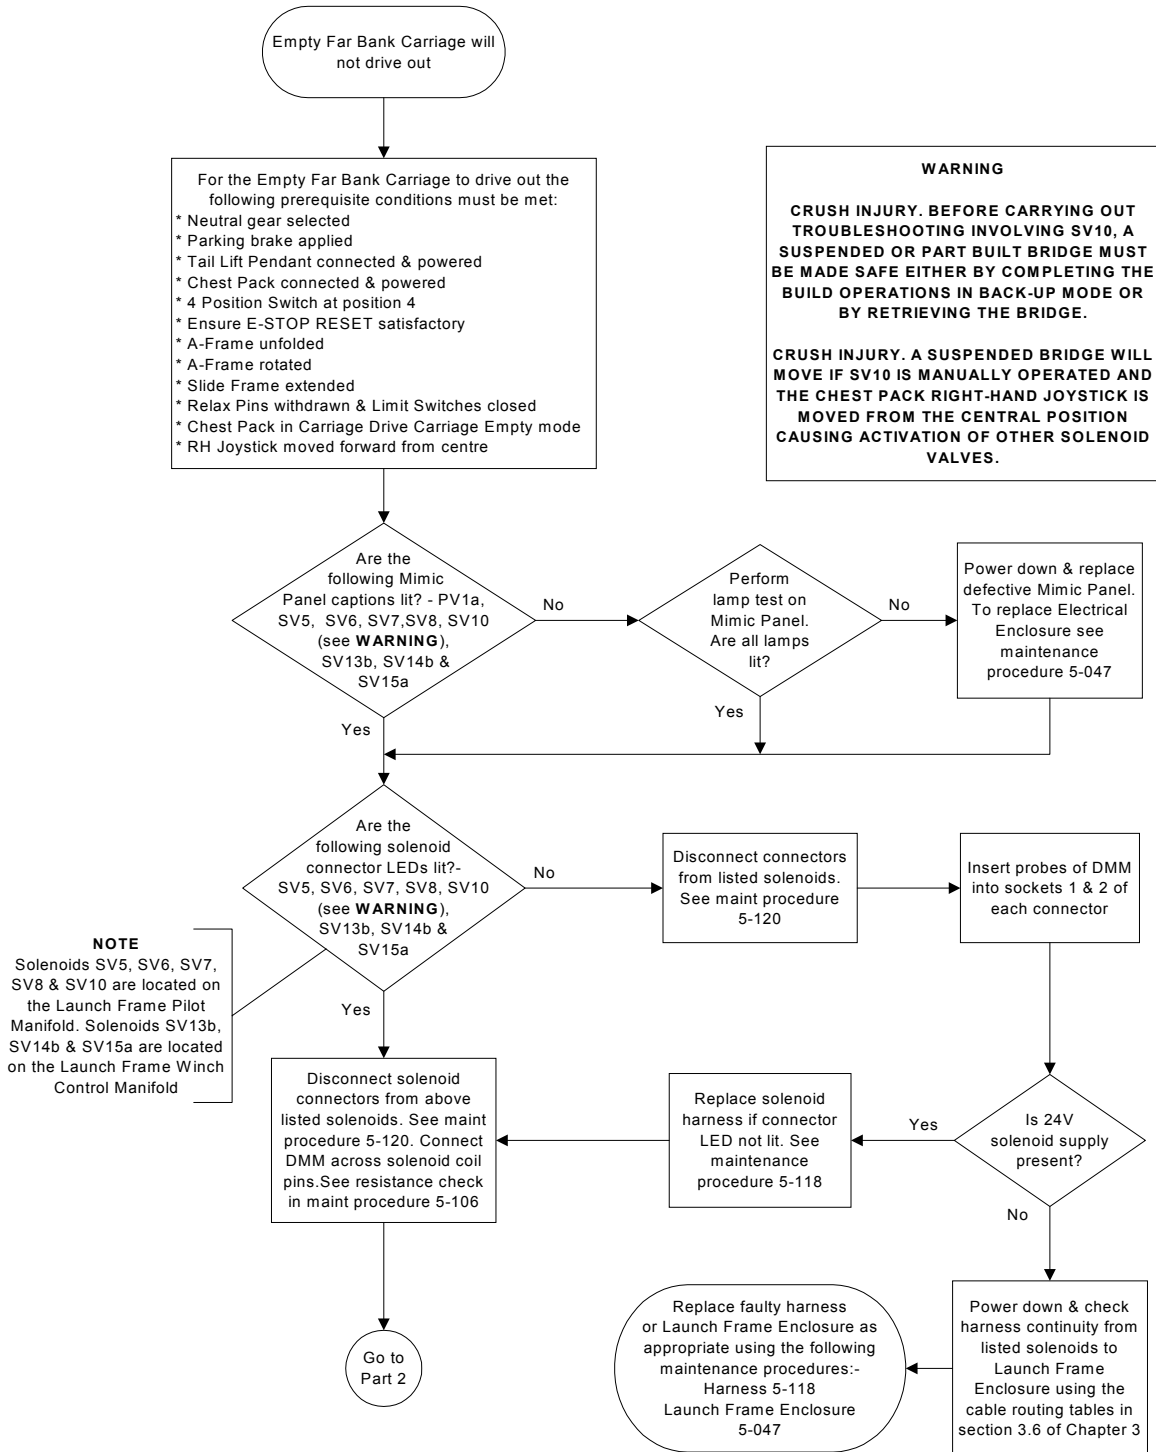 Empty Far Bank Carriage will
not drive out
For the Empty Far Bank Carriage to drive out the
following prerequisite conditions must be met:
* Neutral gear selected
* Parking brake applied
* Tail Lift Pendant connected & powered
* Chest Pack connected & powered
* 4 Position Switch at position 4
* Ensure E-STOP RESET satisfactory
* A-Frame unfolded
* A-Frame rotated
* Slide Frame extended
* Relax Pins withdrawn & Limit Switches closed
* Chest Pack in Carriage Drive Carriage Empty mode
* RH Joystick moved forward from centre
WARNING
CRUSH INJURY. BEFORE CARRYING OUT
TROUBLESHOOTING INVOLVING SV10, A
SUSPENDED OR PART BUILT BRIDGE MUST
BE MADE SAFE EITHER BY COMPLETING THE
BUILD OPERATIONS IN BACK-UP MODE OR
BY RETRIEVING THE BRIDGE.
CRUSH INJURY. A SUSPENDED BRIDGE WILL
MOVE IF SV10 IS MANUALLY OPERATED AND
THE CHEST PACK RIGHT-HAND JOYSTICK IS
MOVED FROM THE CENTRAL POSITION
CAUSING ACTIVATION OF OTHER SOLENOID
VALVES.
Are the
following Mimic
Panel captions lit? - PV1a,
SV5, SV6, SV7,SV8, SV10
(see WARNING),
SV13b, SV14b &
SV15a
No
Yes
Perform
lamp test on
Mimic Panel.
Are all lamps
lit?
No
Yes
Power down & replace
defective Mimic Panel.
To replace Electrical
Enclosure see
maintenance
procedure 5-047
Are the
following solenoid
connector LEDs lit?-
SV5, SV6, SV7, SV8, SV10
(see WARNING),
SV13b, SV14b &
SV15a
No
Yes
Disconnect connectors
from listed solenoids.
See maint procedure
5-120
Insert probes of DMM
into sockets 1 & 2 of
each connector
NOTE
Solenoids SV5, SV6, SV7,
SV8 & SV10 are located on
the Launch Frame Pilot
Manifold. Solenoids SV13b,
SV14b & SV15a are located
on the Launch Frame Winch
Control Manifold
Disconnect solenoid
connectors from above
listed solenoids. See maint
procedure 5-120. Connect
DMM across solenoid coil
pins.See resistance check
in maint procedure 5-106
Replace solenoid
harness if connector
LED not lit. See
maintenance
procedure 5-118
Yes
Is 24V
solenoid supply
present?
No
Go to
Part 2
Replace faulty harness
or Launch Frame Enclosure as
appropriate using the following
maintenance procedures:-
Harness 5-118
Launch Frame Enclosure
5-047
Power down & check
harness continuity from
listed solenoids to
Launch Frame
Enclosure using the
cable routing tables in
section 3.6 of Chapter 3